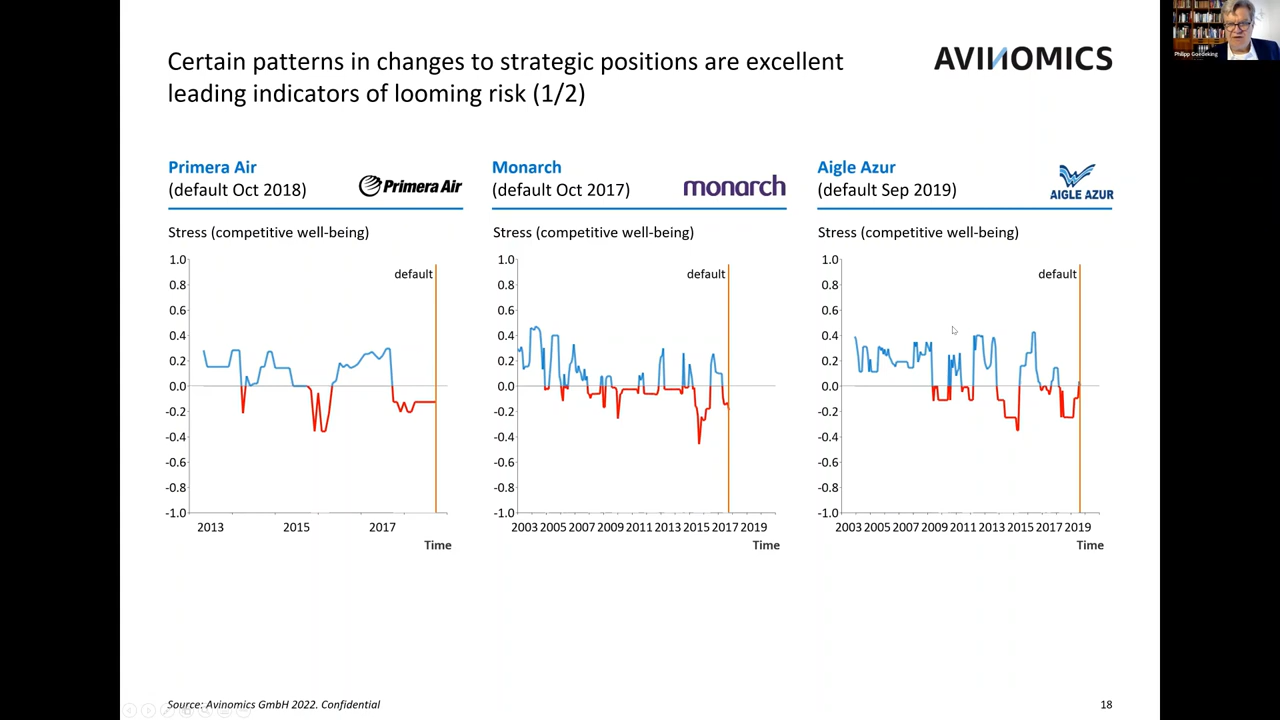 Philipp Goedeking
Certain patterns in changes to strategic positions are excellent
leading indicators of looming risk (1/2)
AVINOMICS
Primera Air
(default Oct 2018)
Primera Air
Stress (competitive well-being)
default
1.0
0.8
0.6
0.4
0.2
0.0
-0.2
-0.4
-0.6
-0.8
-1.0
2013 2015 2017
Time
Monarch
(default Oct 2017)
monarch
Stress (competitive well-being)
default
1.0
0.8
0.6
0.4
0.2
0.0
-0.2
-0.4
-0.6
-0.8
-1.0
2003 2005 2007 2009 2011 2013 2015 2017 2019
Time
Aigle Azur
(default Sep 2019)
AIGLE AZUR
Stress (competitive well-being)
default
1.0
0.8
0.6
0.4
0.2
0.0
-0.2
-0.4
-0.6
-0.8
-1.0
2003 2005 2007 2009 2011 2013 2015 2017 2019
Time
Source: Avinomics GmbH 2022. Confidential
18